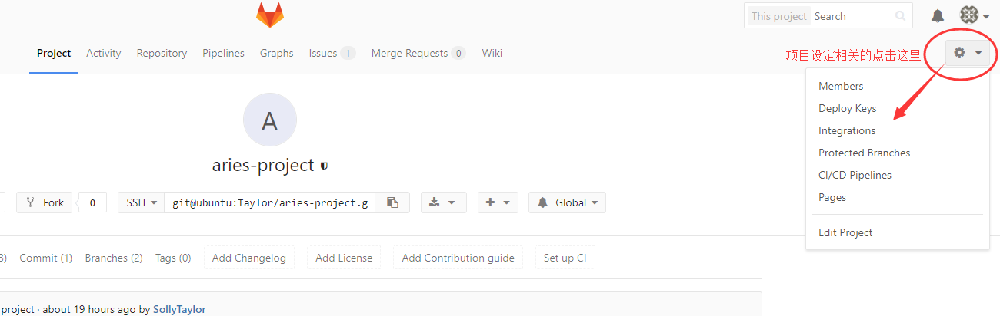 This project Search
Project Activity Repository Pipelines Graphs Issues 1 Merge Requests 0 Wiki
项目设定相关的点击这里
Members
Deploy Keys
Integrations
Protected Branches
CI/CD Pipelines
Pages
Edit Project
A
aries-project
Fork 0 SSH git@ubuntu:Taylor/aries-project.g Global
3) Commit (1) Branches (2) Tags (0) Add Changelog Add License Add Contribution guide Set up CI
project · about 19 hours ago by SollyTaylor